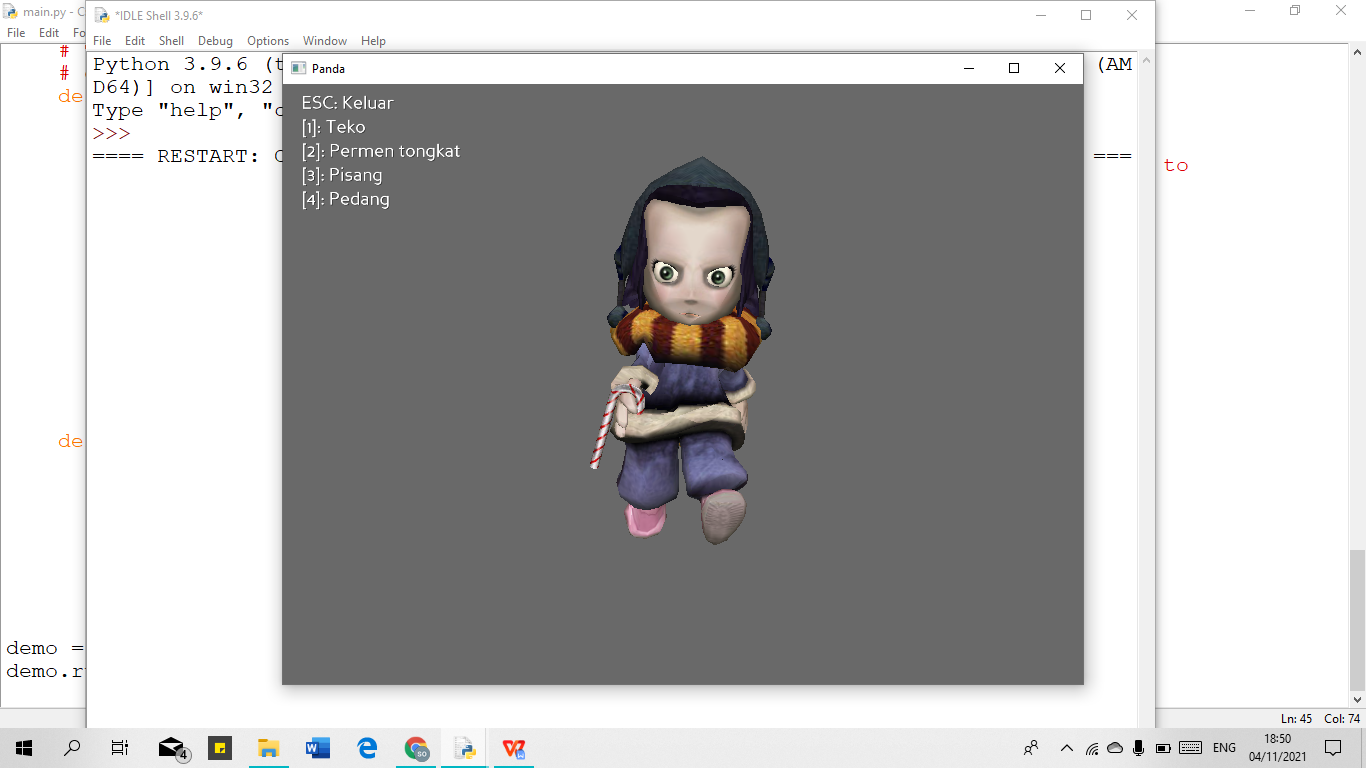 main.py - C
File Edit Fo
#
#
de
de
demo =
demo.r
*IDLE Shell 3.9.6*
File Edit Shell Debug Options Window Help
Python 3.9.6 (t
(AM
D64)] on win32
Type "help", "c
>>>
==== RESTART: C
===
to
Panda
ESC: Keluar
[1]: Teko
[2]: Permen tongkat
[3]: Pisang
[4]: Pedang
Ln: 45 Col: 74
4
SO
ENG
18:50
04/11/2021